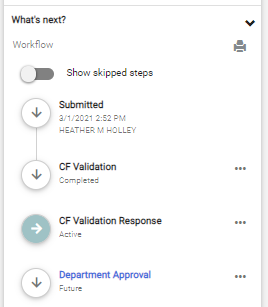 What's next?
Workflow
Show skipped steps
Submitted
3/1/2021 2:52 PM
HEATHER M HOLLEY
CF Validation
Completed
CF Validation Response
Active
Department Approval
Future